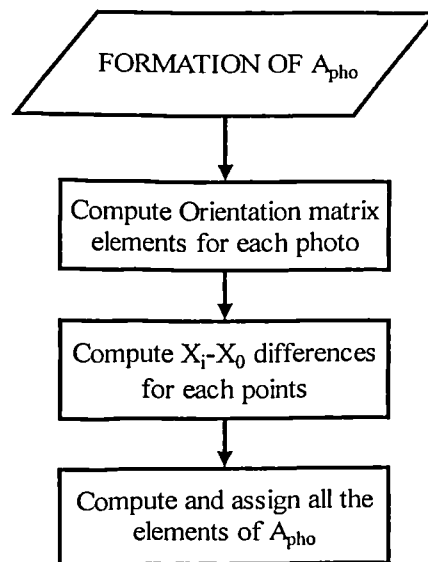 FORMATION OF A_pho
Compute Orientation matrix
elements for each photo
Compute X_i-X_0 differences
for each points
Compute and assign all the
elements of A_pho